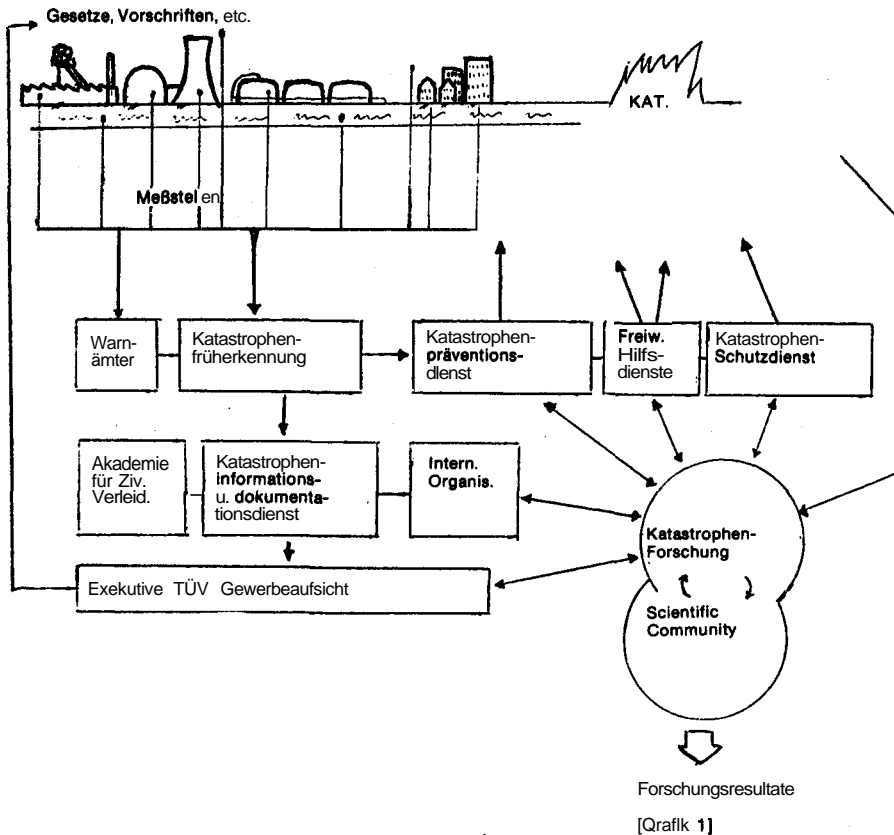 Gesetze, Vorschriften, etc.
KAT.
Meßstel en
Warn-
ämter
Katastrophen-
früherkennung
Katastrophen-
präventions-
dlenst
Freiw.
Hilfs-
dienste
Katastrophen-
Schutzdienst
Akademie
für Ziv.
Verleid.
Katastrophen-
informations-
u. dokumenta-
tionsdienst
Intern.
Organis.
Exekutive TÜV Gewerbeaufsicht
Katastrophen-
Forschung
Scientific
Community
Forschungsresultate
[Qraflk 1]